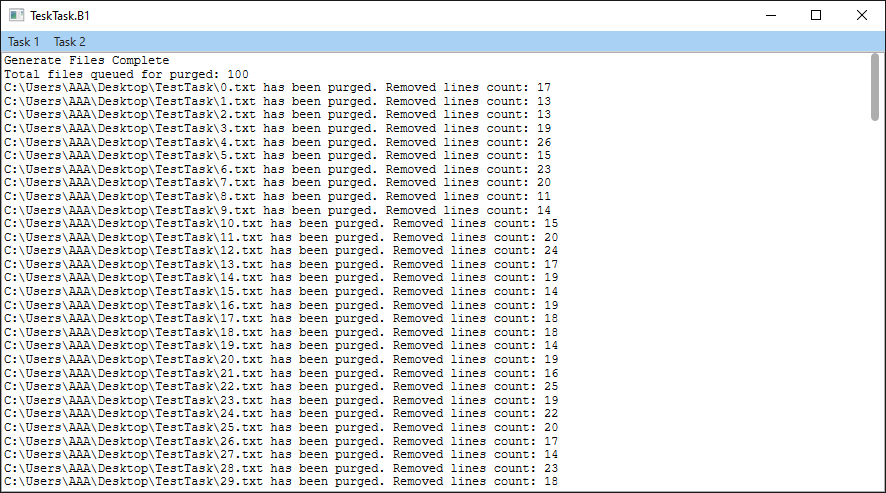 TeskTask.B1
Task 1 Task 2
Generate Files Complete
Total files queued for purged: 100
C:\Users\AAA\Desktop\TestTask\0.txt has been purged. Removed lines count: 17
C:\Users\AAA\Desktop\TestTask\1.txt has been purged. Removed lines count: 13
C:\Users\AAA\Desktop\TestTask\2.txt has been purged. Removed lines count: 13
C:\Users\AAA\Desktop\TestTask\3.txt has been purged. Removed lines count: 19
C:\Users\AAA\Desktop\TestTask\4.txt has been purged. Removed lines count: 26
C:\Users\AAA\Desktop\TestTask\5.txt has been purged. Removed lines count: 15
C:\Users\AAA\Desktop\TestTask\6.txt has been purged. Removed lines count: 23
C:\Users\AAA\Desktop\TestTask\7.txt has been purged. Removed lines count: 20
C:\Users\AAA\Desktop\TestTask\8.txt has been purged. Removed lines count: 11
C:\Users\AAA\Desktop\TestTask\9.txt has been purged. Removed lines count: 14
C:\Users\AAA\Desktop\TestTask\10.txt has been purged. Removed lines count: 15
C:\Users\AAA\Desktop\TestTask\11.txt has been purged. Removed lines count: 20
C:\Users\AAA\Desktop\TestTask\12.txt has been purged. Removed lines count: 24
C:\Users\AAA\Desktop\TestTask\13.txt has been purged. Removed lines count: 17
C:\Users\AAA\Desktop\TestTask\14.txt has been purged. Removed lines count: 19
C:\Users\AAA\Desktop\TestTask\15.txt has been purged. Removed lines count: 14
C:\Users\AAA\Desktop\TestTask\16.txt has been purged. Removed lines count: 19
C:\Users\AAA\Desktop\TestTask\17.txt has been purged. Removed lines count: 18
C:\Users\AAA\Desktop\TestTask\18.txt has been purged. Removed lines count: 18
C:\Users\AAA\Desktop\TestTask\19.txt has been purged. Removed lines count: 14
C:\Users\AAA\Desktop\TestTask\20.txt has been purged. Removed lines count: 19
C:\Users\AAA\Desktop\TestTask\21.txt has been purged. Removed lines count: 16
C:\Users\AAA\Desktop\TestTask\22.txt has been purged. Removed lines count: 25
C:\Users\AAA\Desktop\TestTask\23.txt has been purged. Removed lines count: 19
C:\Users\AAA\Desktop\TestTask\24.txt has been purged. Removed lines count: 22
C:\Users\AAA\Desktop\TestTask\25.txt has been purged. Removed lines count: 20
C:\Users\AAA\Desktop\TestTask\26.txt has been purged. Removed lines count: 17
C:\Users\AAA\Desktop\TestTask\27.txt has been purged. Removed lines count: 14
C:\Users\AAA\Desktop\TestTask\28.txt has been purged. Removed lines count: 23
C:\Users\AAA\Desktop\TestTask\29.txt has been purged. Removed lines count: 18